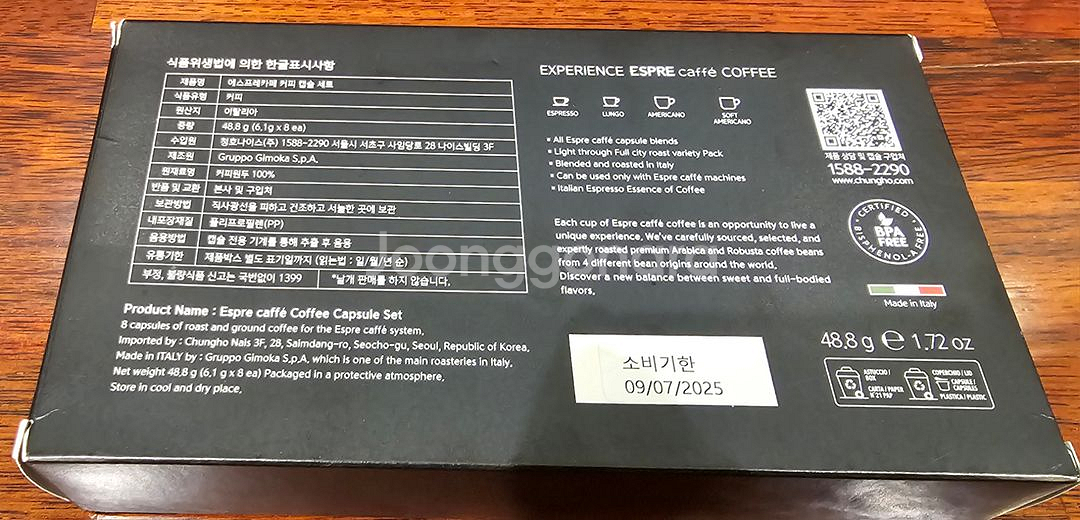 식품위생법에 의한 한글표시사항
제품명 에스프레카페 커피 캡슐 세트
식품유형 커피
원산지 이탈리아
중량 48,8 g (6,1g x 8 ea)
수입원 청호나이스(주) 1588-2290 서울시 서초구 사임당로 28 나이스빌딩 3F
제조원 Gruppo Gimoka S.p.A.
원재료명 커피원두 100%
반품 및 교환 본사 및 구입처
보관방법 직사광선을 피하고 건조하고 서늘한 곳에 보관
내포장재질 폴리프로필렌(PP)
음용방법 캡슐 전용 기계를 통해 추출 후 음용
유통기한 제품박스 별도 표기일까지 (읽는법 : 일/월/년 순)
부정, 불량식품 신고는 국번없이 1399 *낱개 판매를 하지 않습니다.
Product Name : Espre caffé Coffee Capsule Set
8 capsules of roast and ground coffee for the Espre caffé system.
Imported by : Chungho Nais 3F, 28, Saimdang-ro, Seocho-gu, Seoul, Republic of Korea.
Made in ITALY by : Gruppo Gimoka S.p.A. which is one of the main roasteries in Italy.
Net weight 48,8 g (6,1 g x 8 ea) Packaged in a protective atmosphere.
Store in cool and dry place.
EXPERIENCE ESPRE caffé COFFEE
ESPRESSO LUNGO AMERICANO SOFT AMERICANO
▪ All Espre caffé capsule blends
▪ Light through Full city roast variety Pack
▪ Blended and roasted in Italy
▪ Can be used only with Espre caffé machines
▪ Italian Espresso Essence of Coffee
Each cup of Espre caffé coffee is an opportunity to live a
unique experience. We've carefully sourced, selected, and
expertly roasted premium Arabica and Robusta coffee beans
from 4 different bean origins around the world.
Discover a new balance between sweet and full-bodied
flavors.
소비기한
09/07/2025
제품 상담 및 캡슐 구입처
1588-2290
www.chungho.com
CERTIFIED
BPA
FREE
BISPHENOL-A-FREE
Made in Italy
48,8 g ℮ 1,72 oz
ASTUCCIO / BOX
CARTA / PAPER
N°21 PAP
COPERCHIO / LID
CAPSULE / CAPSULES
PLASTICA / PLASTIC